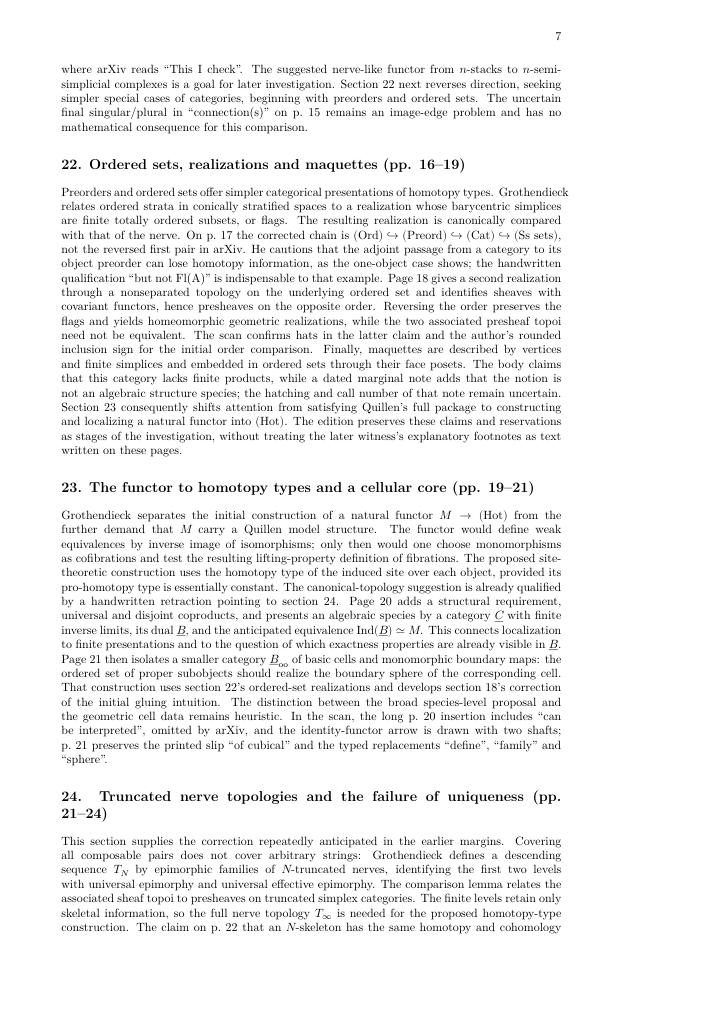 7
where arXiv reads “This I check”. The suggested nerve-like functor from n-stacks to n-semi-
simplicial complexes is a goal for later investigation. Section 22 next reverses direction, seeking
simpler special cases of categories, beginning with preorders and ordered sets. The uncertain
final singular/plural in “connection(s)” on p. 15 remains an image-edge problem and has no
mathematical consequence for this comparison.
22. Ordered sets, realizations and maquettes (pp. 16–19)
Preorders and ordered sets offer simpler categorical presentations of homotopy types. Grothendieck
relates ordered strata in conically stratified spaces to a realization whose barycentric simplices
are finite totally ordered subsets, or flags. The resulting realization is canonically compared
with that of the nerve. On p. 17 the corrected chain is (Ord) ↪ (Preord) ↪ (Cat) ↪ (Ss sets),
not the reversed first pair in arXiv. He cautions that the adjoint passage from a category to its
object preorder can lose homotopy information, as the one-object case shows; the handwritten
qualification “but not Fl(A)” is indispensable to that example. Page 18 gives a second realization
through a nonseparated topology on the underlying ordered set and identifies sheaves with
covariant functors, hence presheaves on the opposite order. Reversing the order preserves the
flags and yields homeomorphic geometric realizations, while the two associated presheaf topoi
need not be equivalent. The scan confirms hats in the latter claim and the author’s rounded
inclusion sign for the initial order comparison. Finally, maquettes are described by vertices
and finite simplices and embedded in ordered sets through their face posets. The body claims
that this category lacks finite products, while a dated marginal note adds that the notion is
not an algebraic structure species; the hatching and call number of that note remain uncertain.
Section 23 consequently shifts attention from satisfying Quillen’s full package to constructing
and localizing a natural functor into (Hot). The edition preserves these claims and reservations
as stages of the investigation, without treating the later witness’s explanatory footnotes as text
written on these pages.
23. The functor to homotopy types and a cellular core (pp. 19–21)
Grothendieck separates the initial construction of a natural functor M → (Hot) from the
further demand that M carry a Quillen model structure. The functor would define weak
equivalences by inverse image of isomorphisms; only then would one choose monomorphisms
as cofibrations and test the resulting lifting-property definition of fibrations. The proposed site-
theoretic construction uses the homotopy type of the induced site over each object, provided its
pro-homotopy type is essentially constant. The canonical-topology suggestion is already qualified
by a handwritten retraction pointing to section 24. Page 20 adds a structural requirement,
universal and disjoint coproducts, and presents an algebraic species by a category C with finite
inverse limits, its dual B, and the anticipated equivalence Ind(B) ≃ M. This connects localization
to finite presentations and to the question of which exactness properties are already visible in B.
Page 21 then isolates a smaller category B_oo of basic cells and monomorphic boundary maps: the
ordered set of proper subobjects should realize the boundary sphere of the corresponding cell.
That construction uses section 22’s ordered-set realizations and develops section 18’s correction
of the initial gluing intuition. The distinction between the broad species-level proposal and
the geometric cell data remains heuristic. In the scan, the long p. 20 insertion includes “can
be interpreted”, omitted by arXiv, and the identity-functor arrow is drawn with two shafts;
p. 21 preserves the printed slip “of cubical” and the typed replacements “define”, “family” and
“sphere”.
24. Truncated nerve topologies and the failure of uniqueness (pp.
21–24)
This section supplies the correction repeatedly anticipated in the earlier margins. Covering
all composable pairs does not cover arbitrary strings: Grothendieck defines a descending
sequence T_N by epimorphic families of N-truncated nerves, identifying the first two levels
with universal epimorphy and universal effective epimorphy. The comparison lemma relates the
associated sheaf topoi to presheaves on truncated simplex categories. The finite levels retain only
skeletal information, so the full nerve topology T_∞ is needed for the proposed homotopy-type
construction. The claim on p. 22 that an N-skeleton has the same homotopy and cohomology